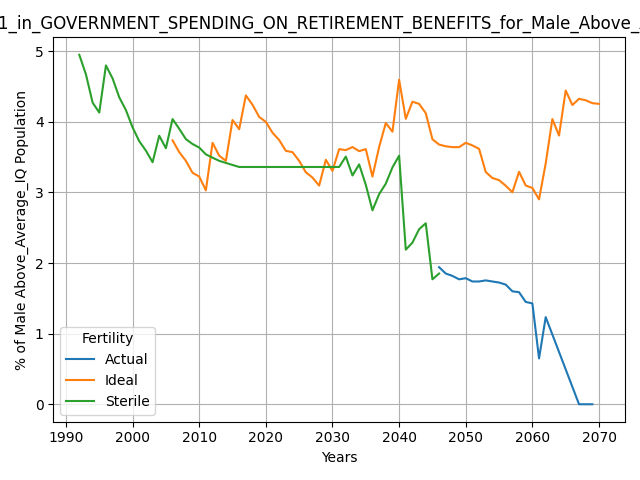 1_in_GOVERNMENT_SPENDING_ON_RETIREMENT_BENEFITS_for_Male_Above_
% of Male Above_Average_IQ Population
5
4
3
2
1
0
Fertility
Actual
Ideal
Sterile
1990 2000 2010 2020 2030 2040 2050 2060 2070
Years